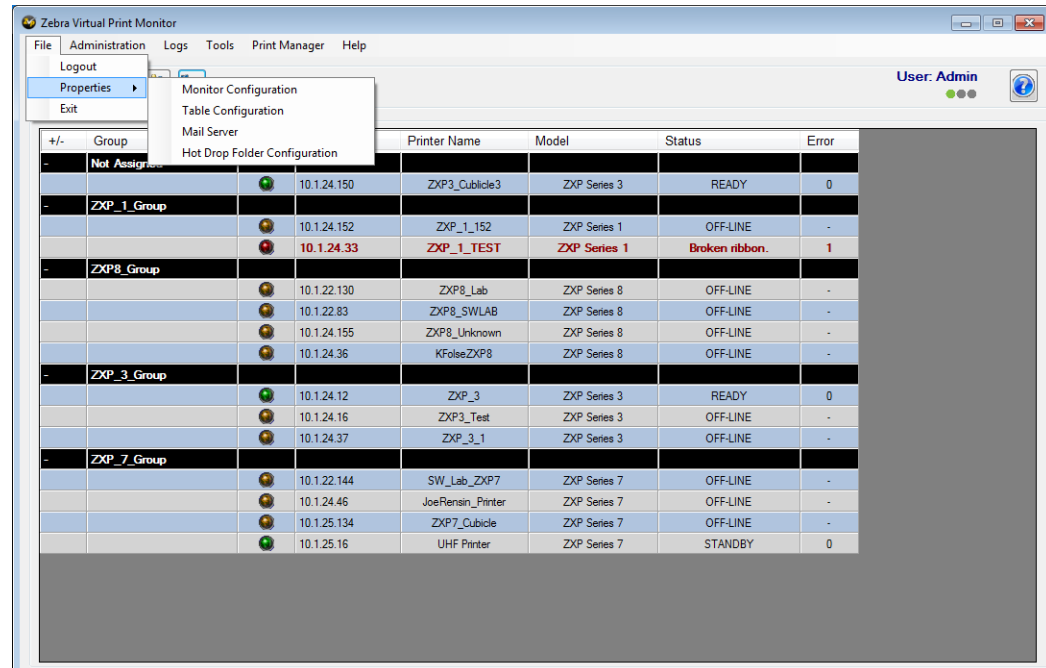 Zebra Virtual Print Monitor
File Administration Logs Tools Print Manager Help
Logout
Properties
Exit
Monitor Configuration
Table Configuration
Mail Server
Hot Drop Folder Configuration
User: Admin
+/- Group Printer Name Model Status Error
- Not Assigned
10.1.24.150 ZXP3_Cublicle3 ZXP Series 3 READY 0
- ZXP_1_Group
10.1.24.152 ZXP_1_152 ZXP Series 1 OFF-LINE -
10.1.24.33 ZXP_1_TEST ZXP Series 1 Broken ribbon. 1
- ZXP8_Group
10.1.22.130 ZXP8_Lab ZXP Series 8 OFF-LINE -
10.1.22.83 ZXP8_SWLAB ZXP Series 8 OFF-LINE -
10.1.24.155 ZXP8_Unknown ZXP Series 8 OFF-LINE -
10.1.24.36 KFolseZXP8 ZXP Series 8 OFF-LINE -
- ZXP_3_Group
10.1.24.12 ZXP_3 ZXP Series 3 READY 0
10.1.24.16 ZXP3_Test ZXP Series 3 OFF-LINE -
10.1.24.37 ZXP_3_1 ZXP Series 3 OFF-LINE -
- ZXP_7_Group
10.1.22.144 SW_Lab_ZXP7 ZXP Series 7 OFF-LINE -
10.1.24.46 JoeRensin_Printer ZXP Series 7 OFF-LINE -
10.1.25.134 ZXP7_Cubicle ZXP Series 7 OFF-LINE -
10.1.25.16 UHF Printer ZXP Series 7 STANDBY 0